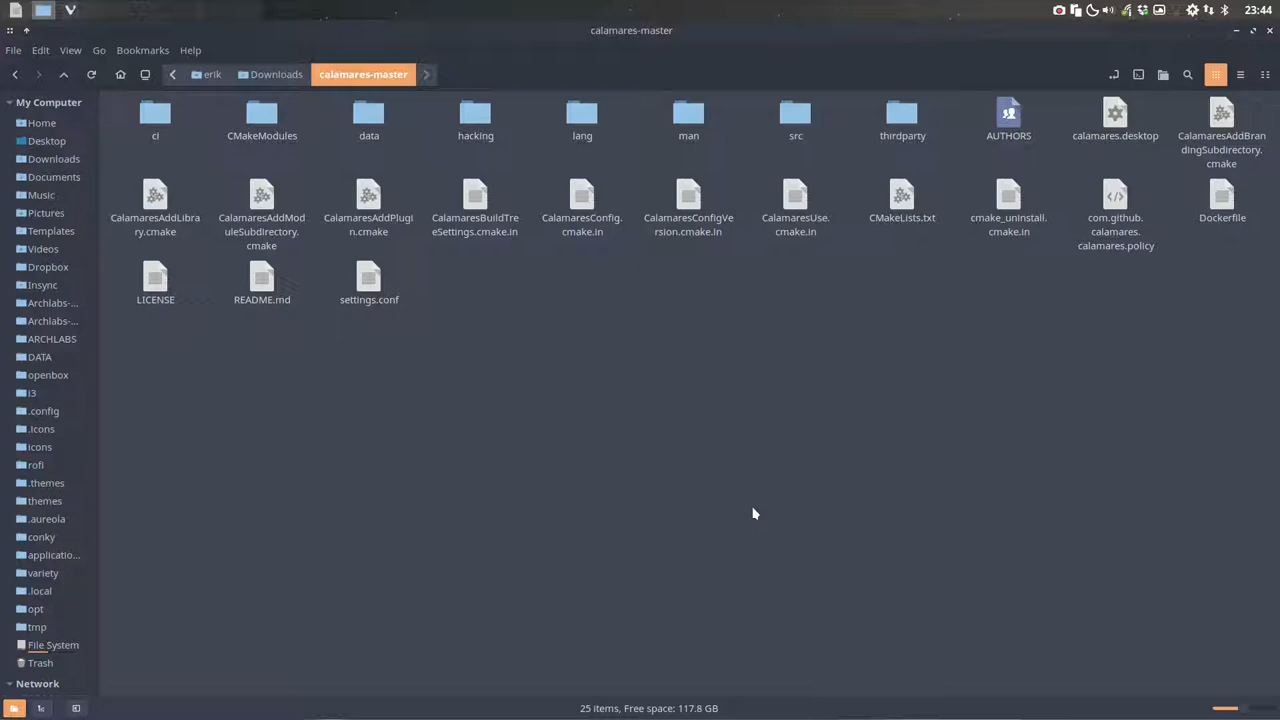 23:44
calamares-master
File Edit View Go Bookmarks Help
erik Downloads calamares-master
My Computer
Home
Desktop
Downloads
Documents
Music
Pictures
Templates
Videos
Dropbox
Insync
Archlabs-...
Archlabs-...
ARCHLABS
DATA
openbox
i3
.config
.icons
icons
rofi
.themes
themes
.aureola
conky
applicatio...
variety
.local
opt
tmp
File System
Trash
Network
ci CMakeModules data hacking lang man src thirdparty AUTHORS calamares.desktop CalamaresAddBran
dingSubdirectory.
cmake
CalamaresAddLibra
ry.cmake
CalamaresAddMod
uleSubdirectory.
cmake
CalamaresAddPlugi
n.cmake
CalamaresBuildTre
eSettings.cmake.in
CalamaresConfig.
cmake.in
CalamaresConfigVe
rsion.cmake.in
CalamaresUse.
cmake.in
CMakeLists.txt
cmake_uninstall.
cmake.in
com.github.
calamares.
calamares.policy
Dockerfile
LICENSE README.md settings.conf
25 items, Free space: 117.8 GB